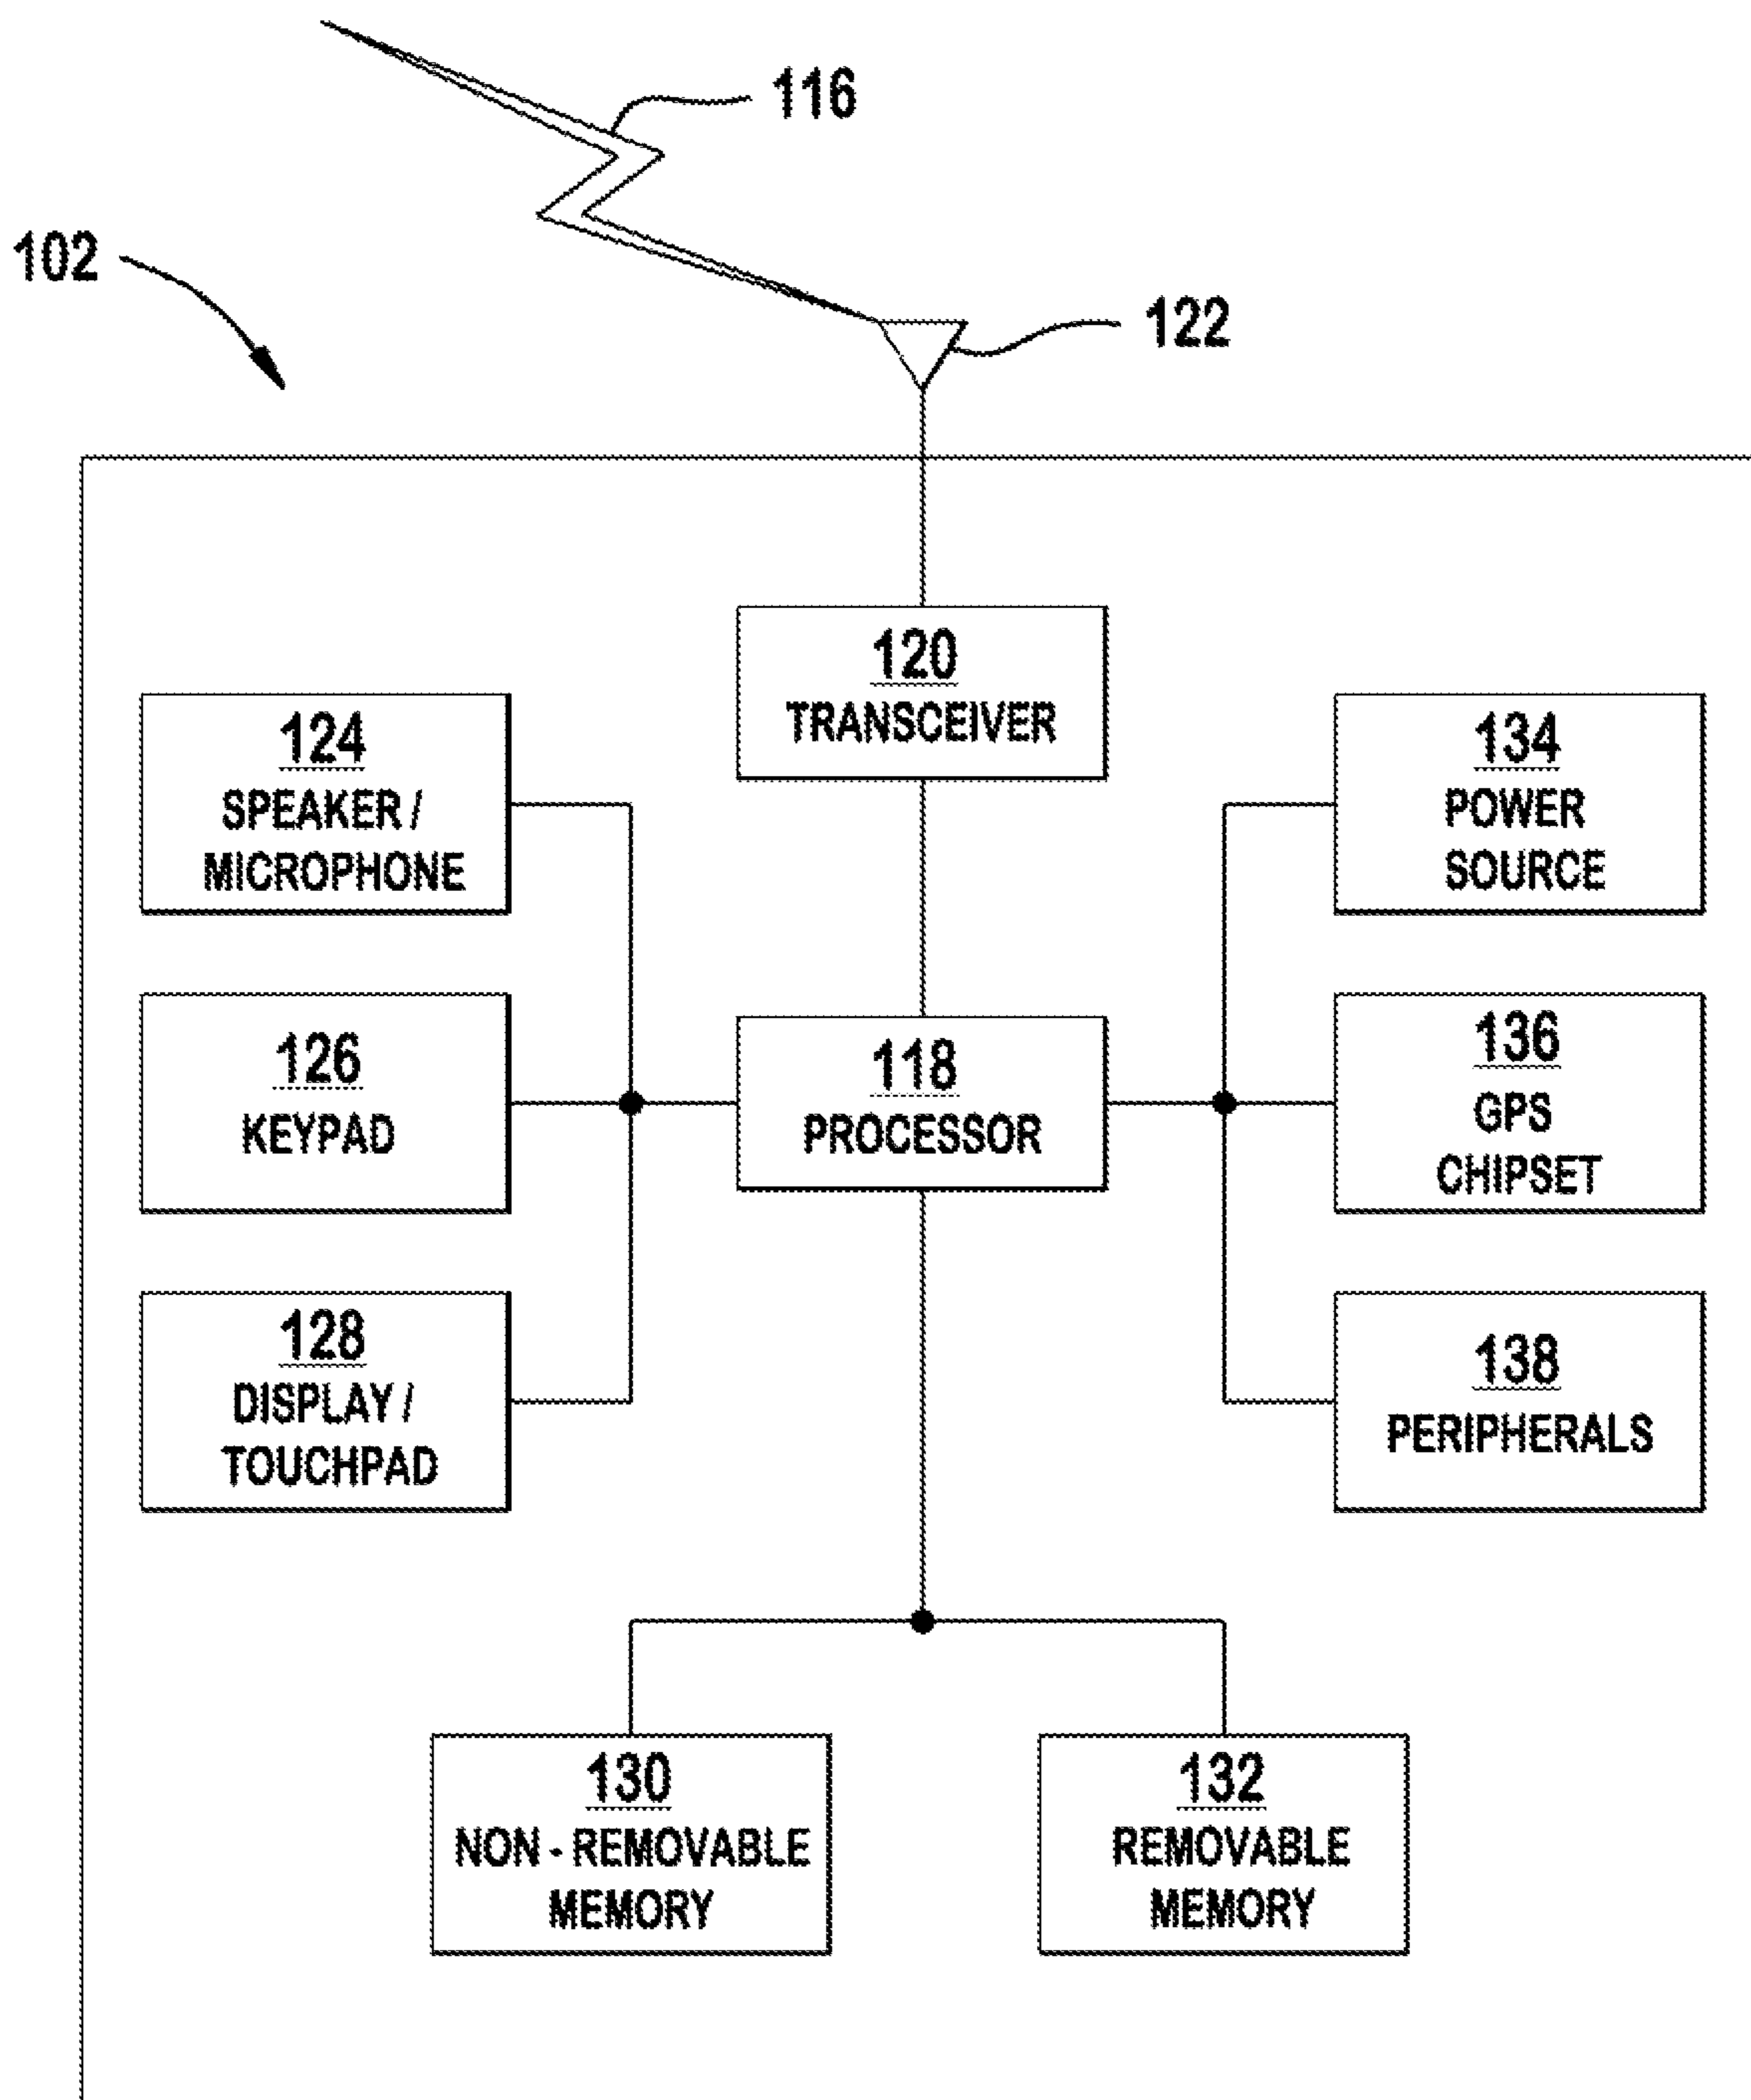 116
102
122
120
TRANSCEIVER
124
SPEAKER /
MICROPHONE
134
POWER
SOURCE
126
KEYPAD
118
PROCESSOR
136
GPS
CHIPSET
128
DISPLAY /
TOUCHPAD
138
PERIPHERALS
130
NON - REMOVABLE
MEMORY
132
REMOVABLE
MEMORY